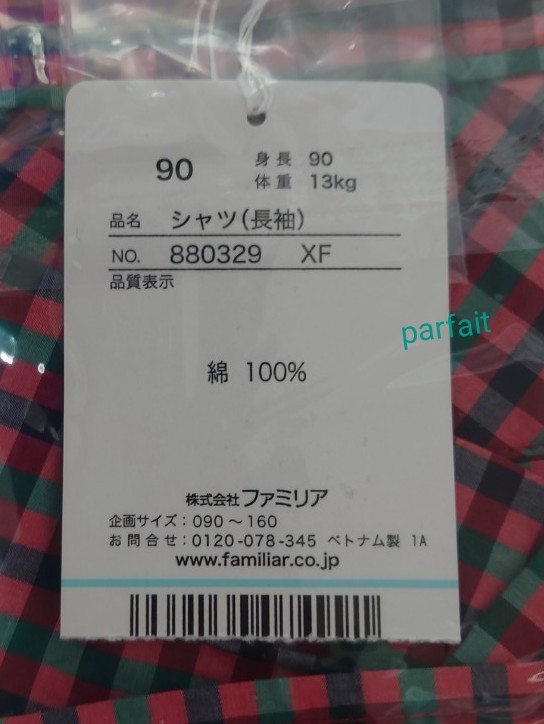 90
身長 90
体重 13kg
品名 シャツ(長袖)
NO. 880329 XF
品質表示
parfait
綿 100%
株式会社ファミリア
企画サイズ：090～160
お問合せ：0120-078-345 ベトナム製 1A
www.familiar.co.jp